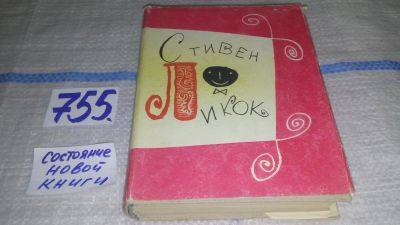 Стивен
Ликок
755.
состояние
новой
книги